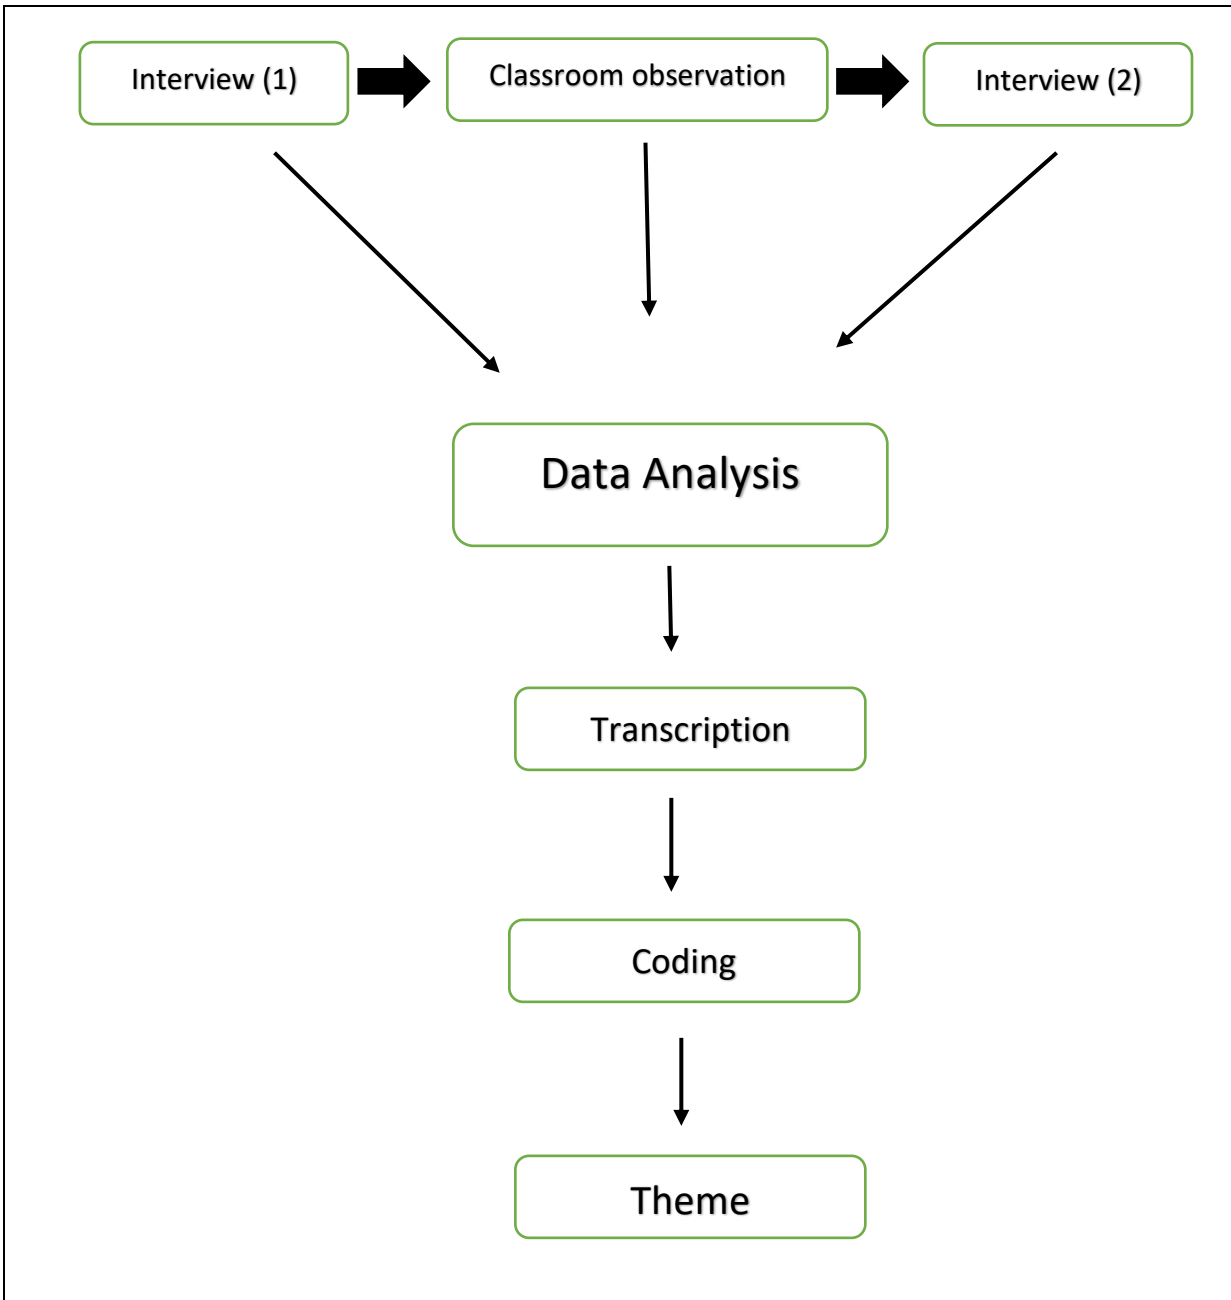 Interview (1)
Classroom observation
Interview (2)
Data Analysis
Transcription
Coding
Theme